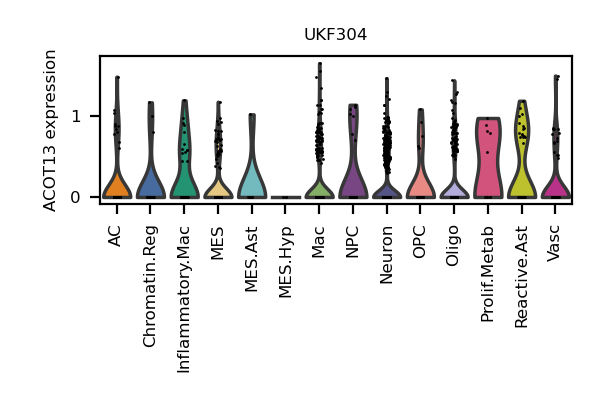 UKF304
ACOT13 expression
1
0
AC
Chromatin.Reg
Inflammatory.Mac
MES
MES.Ast
MES.Hyp
Mac
NPC
Neuron
OPC
Oligo
Prolif.Metab
Reactive.Ast
Vasc